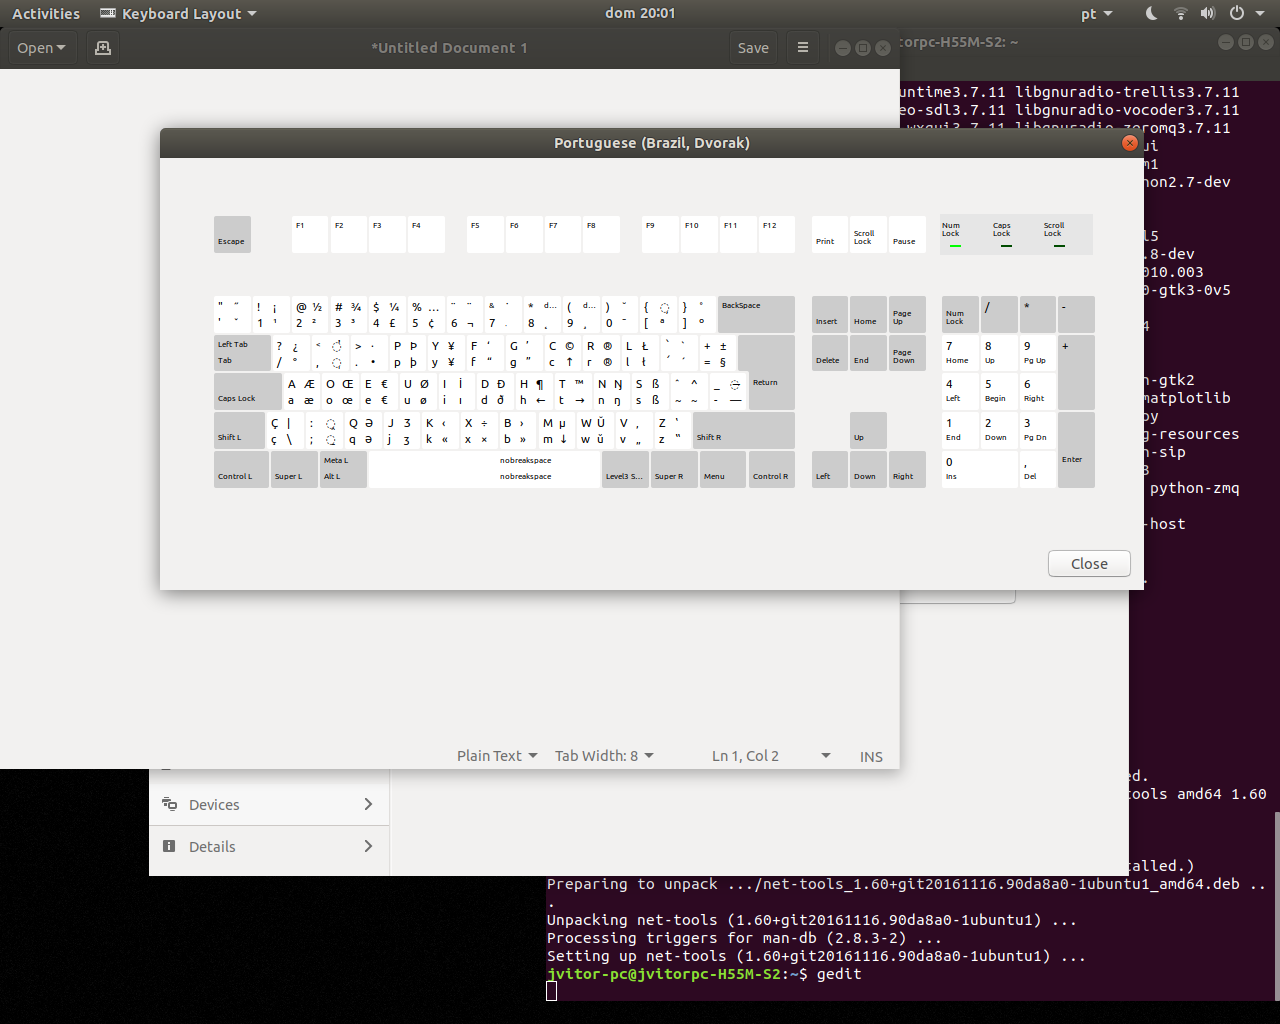 Activities Keyboard Layout dom 20:01 pt
Open *Untitled Document 1 Save
torpc-H55M-S2: ~
untime3.7.11 libgnuradio-trellis3.7.11
eo-sdl3.7.11 libgnuradio-vocoder3.7.11
Portuguese (Brazil, Dvorak)
ui
m1
non2.7-dev
Escape F1 F2 F3 F4 F5 F6 F7 F8 F9 F10 F11 F12 Print Scroll Lock Pause Num Lock Caps Lock Scroll Lock
l5
.8-dev
010.003
0-gtk3-0v5
" ! ¡ @ ½ # ¾ $ ¼ % … ¨ & * d… ( d… ) { } ° BackSpace
' 1 ¹ 2 ² 3 ³ 4 £ 5 ¢ 6 ¬ 7 8 9 0 [ ª ] º
Insert Home Page Up Num Lock / * -
4
Left Tab ? ¿ < > · P Þ Y ¥ F ‘ G ’ C © R ® L Ł ` + ±
Tab / ° , . • p þ y ¥ f “ g ” c ↑ r ® l ł ´ = §
Delete End Page Down 7 Home 8 Up 9 Pg Up +
n-gtk2
matplotlib
A Æ O Œ E € U Ø I İ D Ð H ¶ T ™ N Ŋ S ß ^ _
Caps Lock a æ o œ e € u ø i ı d ð h ← t → n ŋ s ß ~ ~ - — Return
4 Left 5 Begin 6 Right
py
g-resources
n-sip
3
Ç | : Q Ə J Ʒ K ‹ X ÷ B › M µ W Ŭ V ‚ Z
Shift L ç \ ; q ə j ʒ k « x × b » m ↓ w ŭ v „ z Shift R
Up 1 End 2 Down 3 Pg Dn Enter
python-zmq
-host
Meta L nobreakspace
Control L Super L Alt L nobreakspace Level3 S... Super R Menu Control R Left Down Right 0 Ins , Del
Close
Plain Text Tab Width: 8 Ln 1, Col 2 INS
ed.
tools amd64 1.60
Devices
Details
talled.)
Preparing to unpack .../net-tools_1.60+git20161116.90da8a0-1ubuntu1_amd64.deb ..
.
Unpacking net-tools (1.60+git20161116.90da8a0-1ubuntu1) ...
Processing triggers for man-db (2.8.3-2) ...
Setting up net-tools (1.60+git20161116.90da8a0-1ubuntu1) ...
jvitor-pc@jvitorpc-H55M-S2:~$ gedit